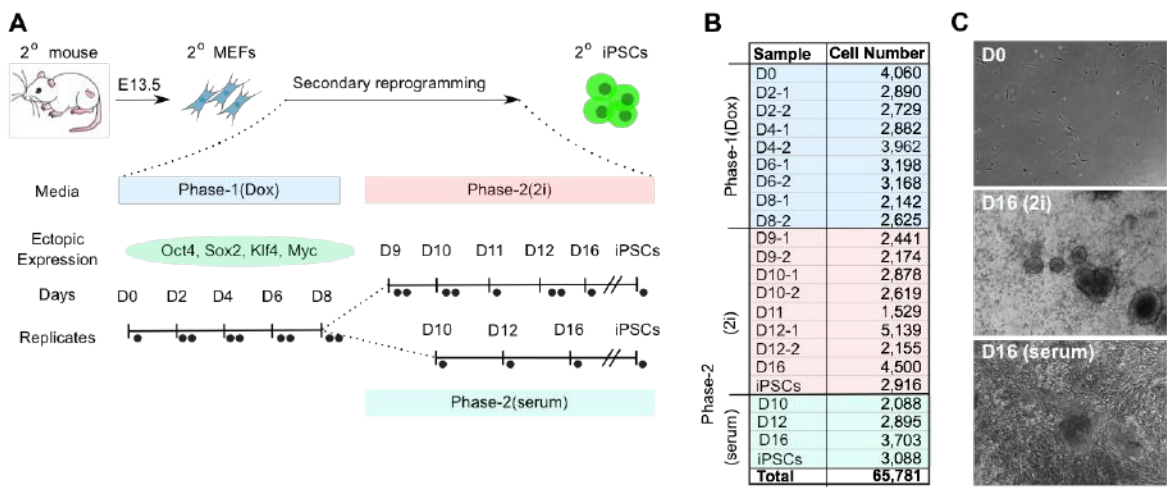 A
2° mouse
2° MEFs
2° iPSCs
E13.5
Secondary reprogramming
Media
Phase-1(Dox)
Phase-2(2i)
Ectopic
Expression
Oct4, Sox2, Klf4, Myc
D9 D10 D11 D12 D16 iPSCs
Days
D0 D2 D4 D6 D8
Replicates
D10 D12 D16 iPSCs
Phase-2(serum)
B
Sample Cell Number
Phase-1(Dox)
D0 4,060
D2-1 2,890
D2-2 2,729
D4-1 2,882
D4-2 3,962
D6-1 3,198
D6-2 3,168
D8-1 2,142
D8-2 2,625
Phase-2
(2i)
D9-1 2,441
D9-2 2,174
D10-1 2,878
D10-2 2,619
D11 1,529
D12-1 5,139
D12-2 2,155
D16 4,500
iPSCs 2,916
(serum)
D10 2,088
D12 2,895
D16 3,703
iPSCs 3,088
Total 65,781
C
D0
D16 (2i)
D16 (serum)